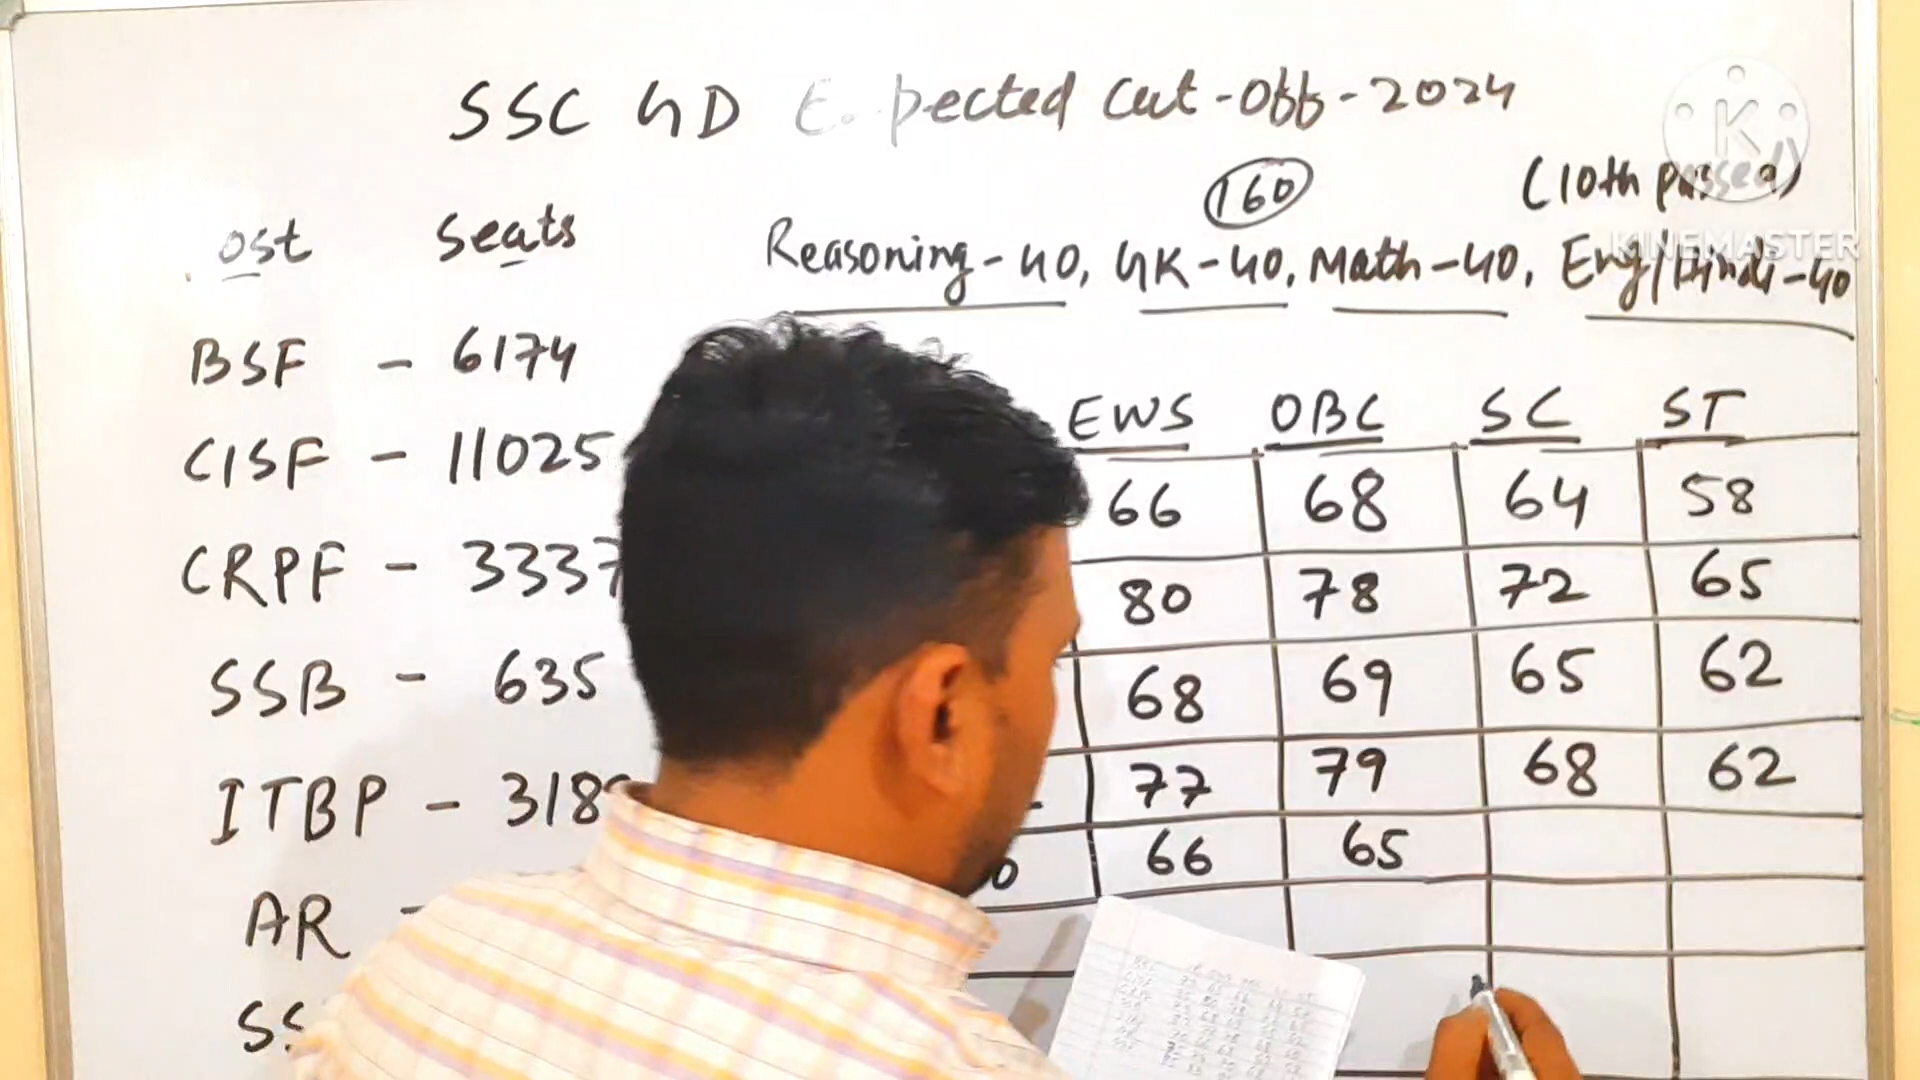 SSC GD Expected Cut-Off-2024
160 (10th passed)
KINEMASTER
ost Seats Reasoning-40, GK-40, Math-40, Eng/Hindi-40
BSF - 6174
EWS OBC SC ST
CISF - 11025 66 68 64 58
CRPF - 3337 80 78 72 65
SSB - 635 68 69 65 62
ITBP - 318 77 79 68 62
66 65
AR -
SS